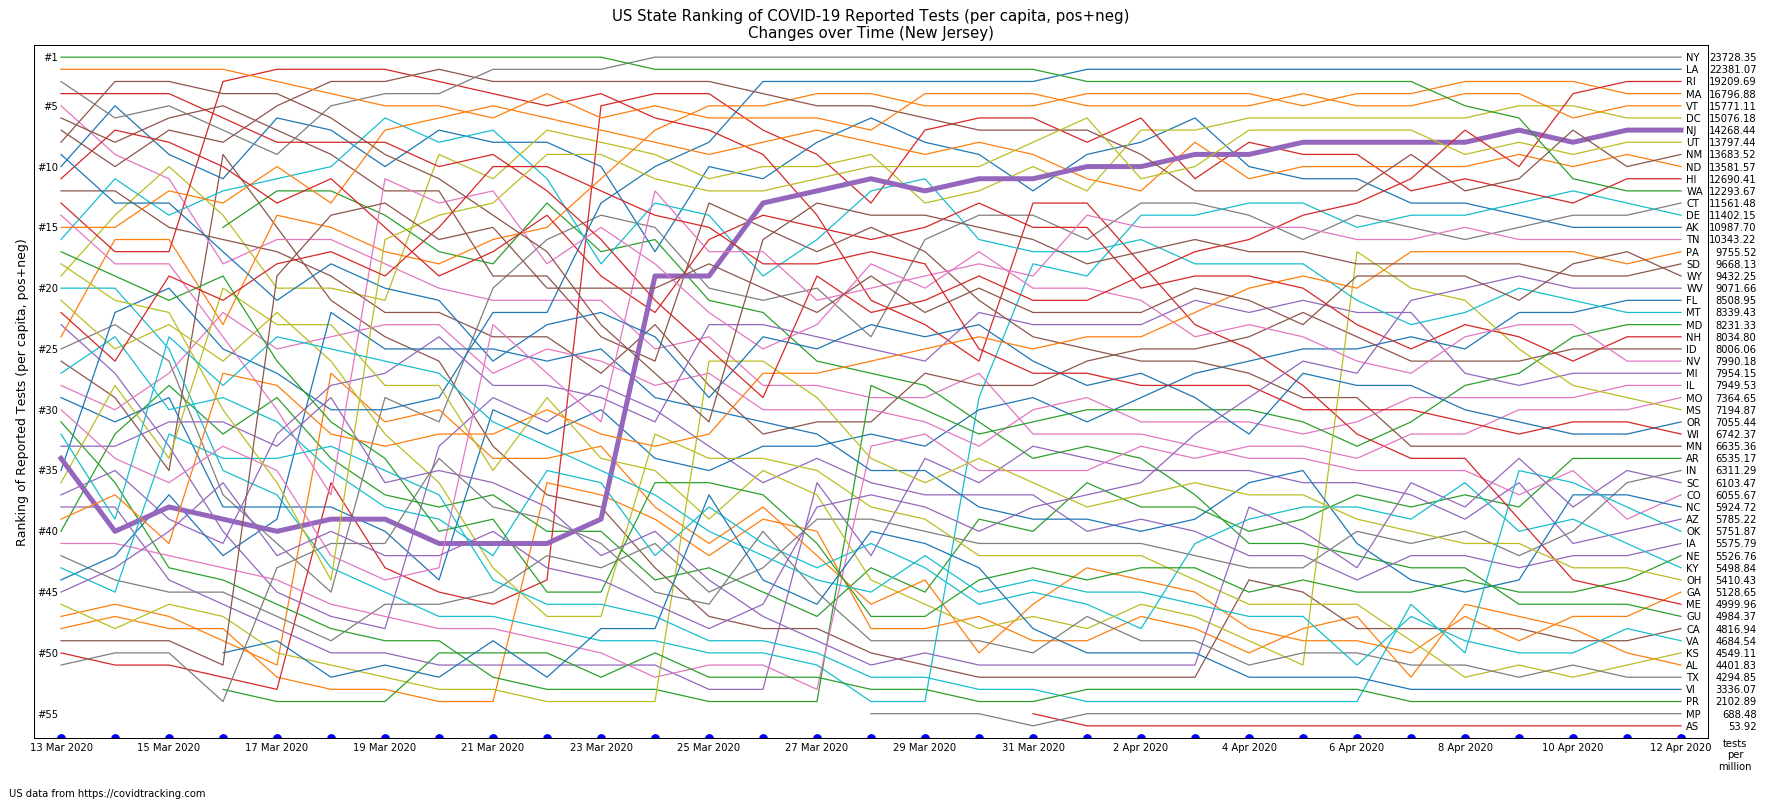 US State Ranking of COVID-19 Reported Tests (per capita, pos+neg)
Changes over Time (New Jersey)
Ranking of Reported Tests (per capita, pos+neg)
#1
#5
#10
#15
#20
#25
#30
#35
#40
#45
#50
#55
NY 23728.35
LA 22381.07
RI 19209.69
MA 16796.88
VT 15771.11
DC 15076.18
NJ 14268.44
UT 13797.44
NM 13683.52
ND 13581.57
HI 12690.41
WA 12293.67
CT 11561.48
DE 11402.15
AK 10987.70
TN 10343.22
PA 9755.52
SD 9668.13
WY 9432.25
WV 9071.66
FL 8508.95
MT 8339.43
MD 8231.33
NH 8034.80
ID 8006.06
NV 7990.18
MI 7954.15
IL 7949.53
MO 7364.65
MS 7194.87
OR 7055.44
WI 6742.37
MN 6635.36
AR 6535.17
IN 6311.29
SC 6103.47
CO 6055.67
NC 5924.72
AZ 5785.22
OK 5751.87
IA 5575.79
NE 5526.76
KY 5498.84
OH 5410.43
GA 5128.65
ME 4999.96
GU 4984.37
CA 4816.94
VA 4684.54
KS 4549.11
AL 4401.83
TX 4294.85
VI 3336.07
PR 2102.89
MP 688.48
AS 53.92
13 Mar 2020 15 Mar 2020 17 Mar 2020 19 Mar 2020 21 Mar 2020 23 Mar 2020 25 Mar 2020 27 Mar 2020 29 Mar 2020 31 Mar 2020 2 Apr 2020 4 Apr 2020 6 Apr 2020 8 Apr 2020 10 Apr 2020 12 Apr 2020
tests
per
million
US data from https://covidtracking.com